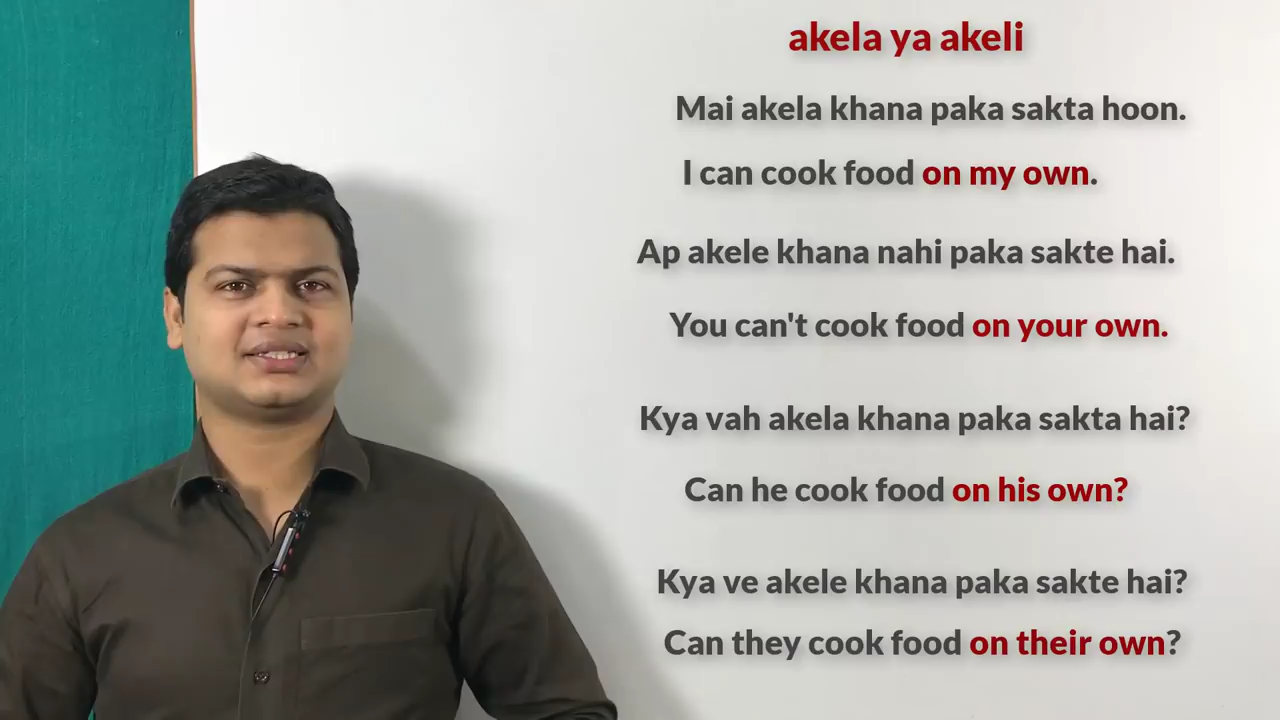 akela ya akeli
Mai akela khana paka sakta hoon.
I can cook food on my own.
Ap akele khana nahi paka sakte hai.
You can't cook food on your own.
Kya vah akela khana paka sakta hai?
Can he cook food on his own?
Kya ve akele khana paka sakte hai?
Can they cook food on their own?